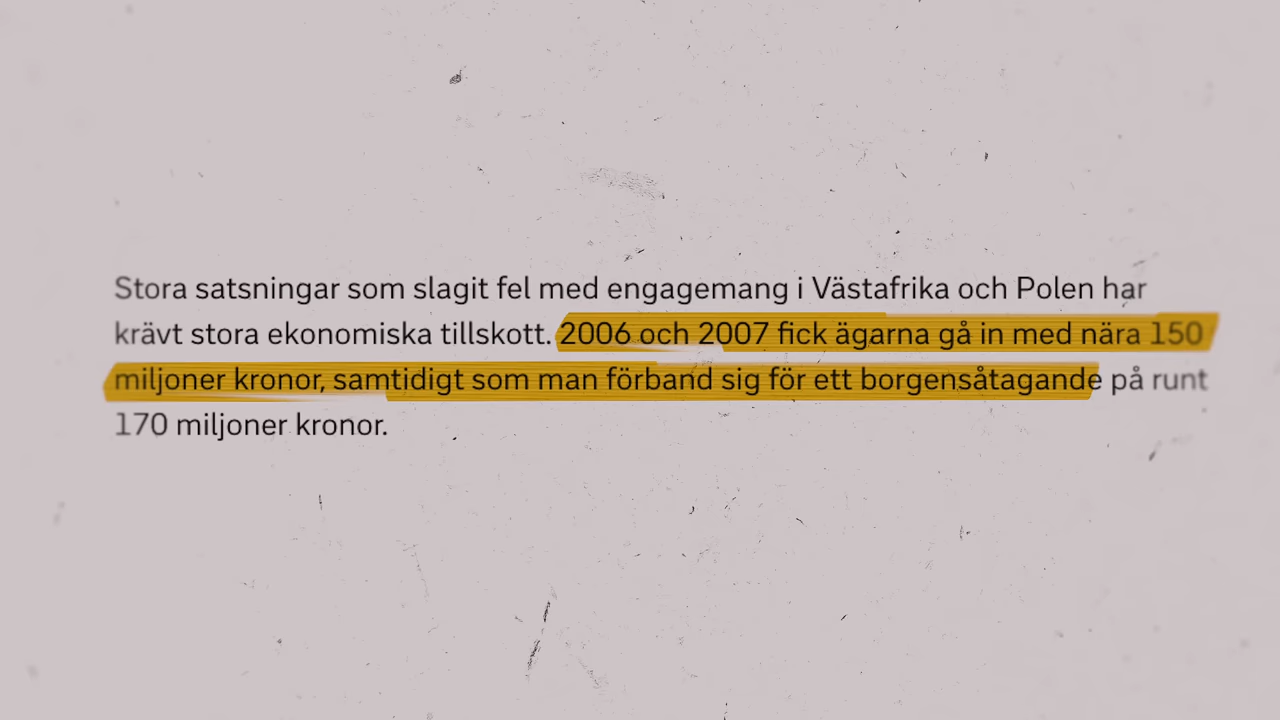 Stora satsningar som slagit fel med engagemang i Västafrika och Polen har
krävt stora ekonomiska tillskott. 2006 och 2007 fick ägarna gå in med nära 150
miljoner kronor, samtidigt som man förband sig för ett borgensåtagande på runt
170 miljoner kronor.